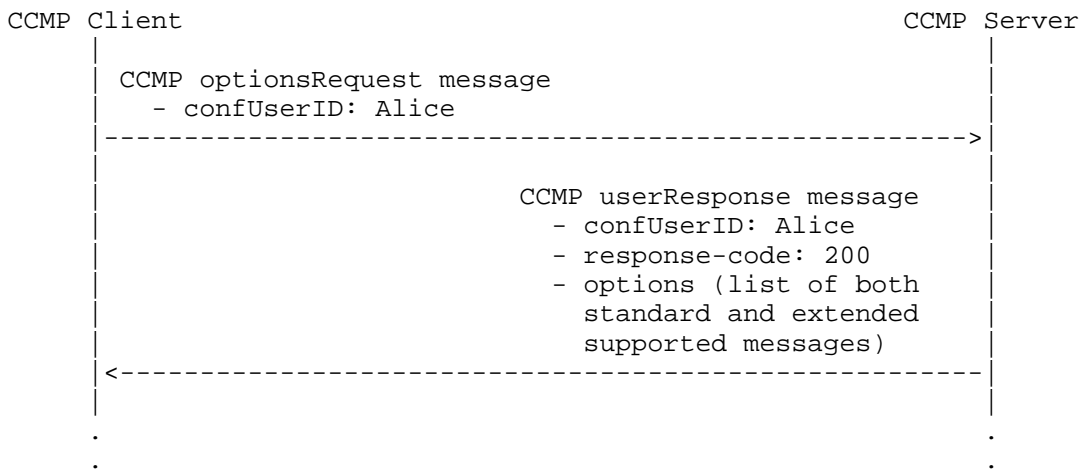 CCMP Client CCMP Server
CCMP optionsRequest message
- confUserID: Alice
CCMP userResponse message
- confUserID: Alice
- response-code: 200
- options (list of both
standard and extended
supported messages)